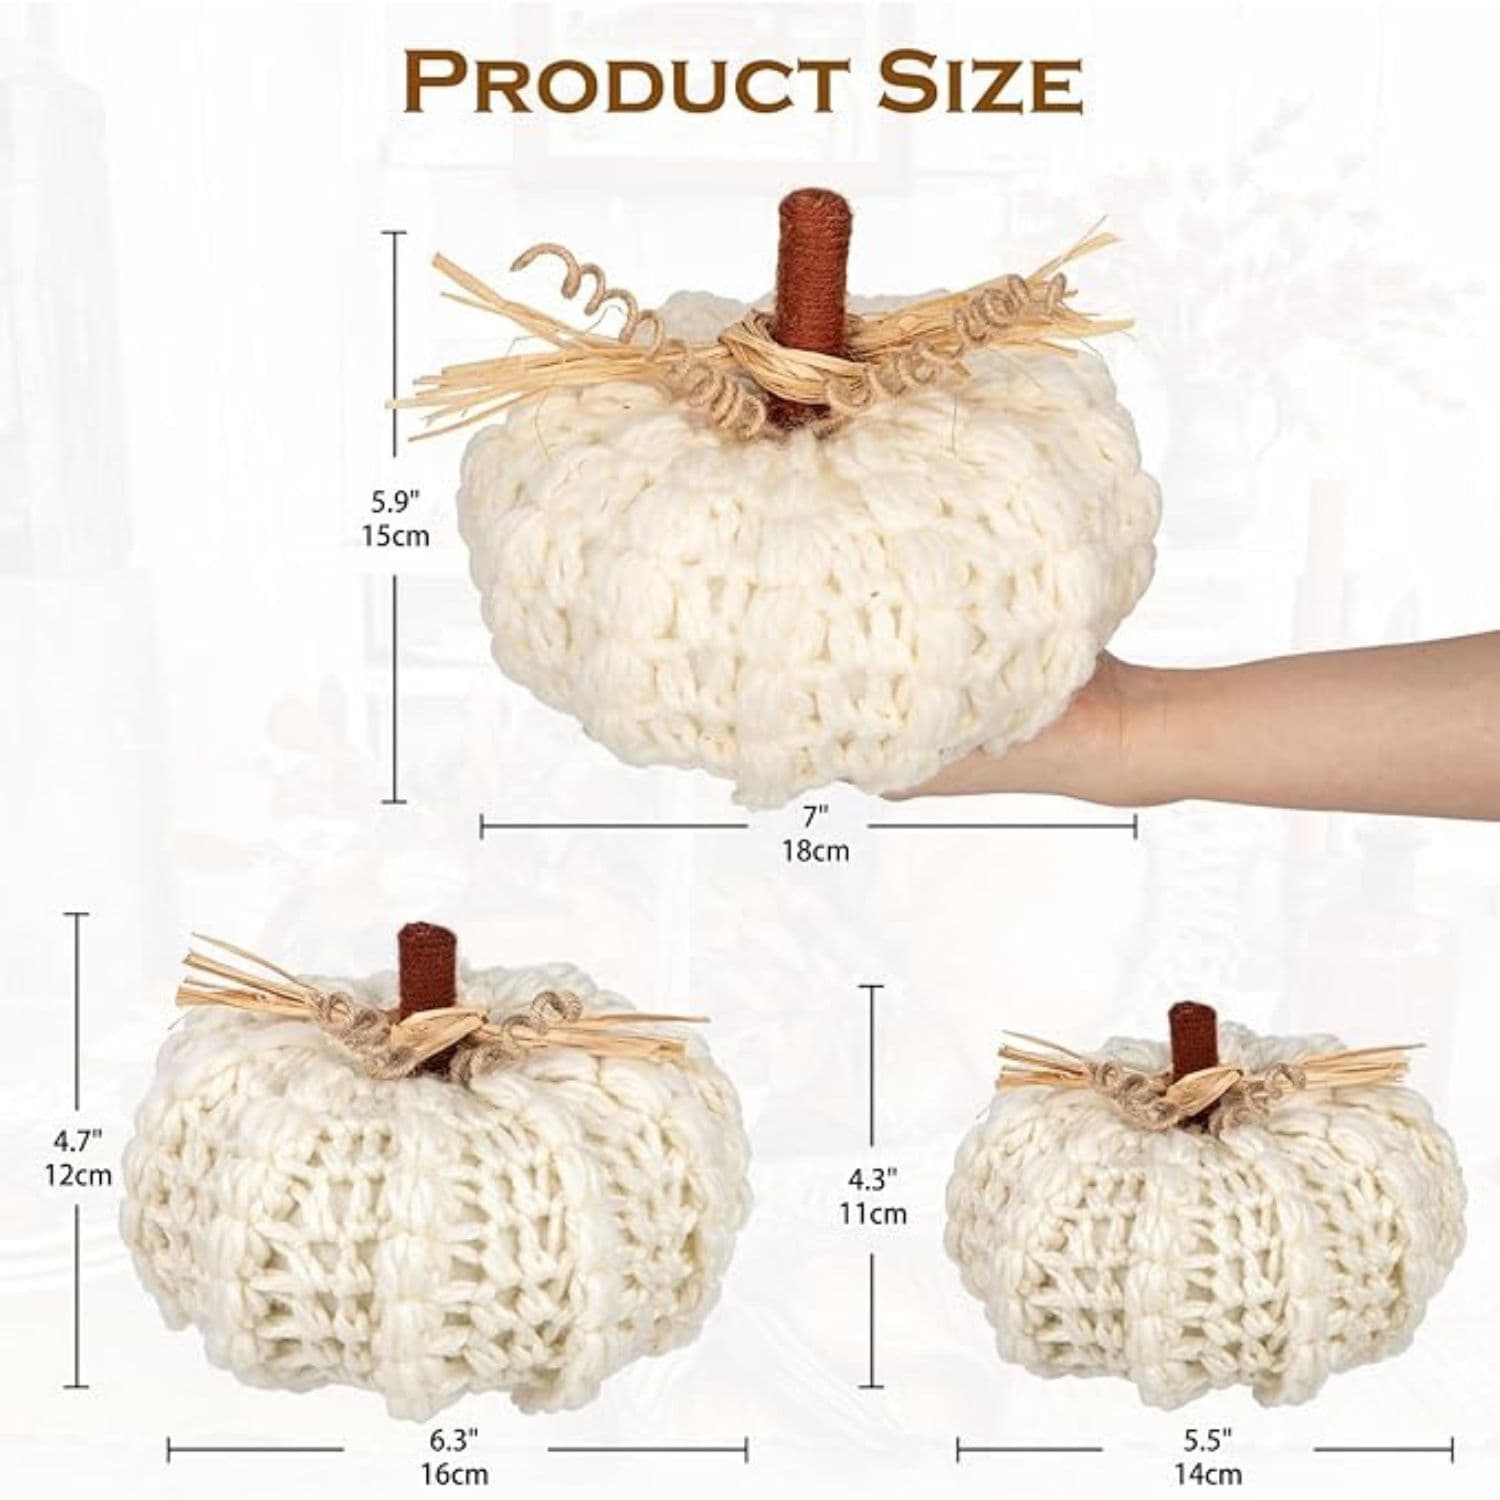 PRODUCT SIZE
5.9"
15cm
7"
18cm
4.7"
12cm
4.3"
11cm
6.3"
16cm
5.5"
14cm